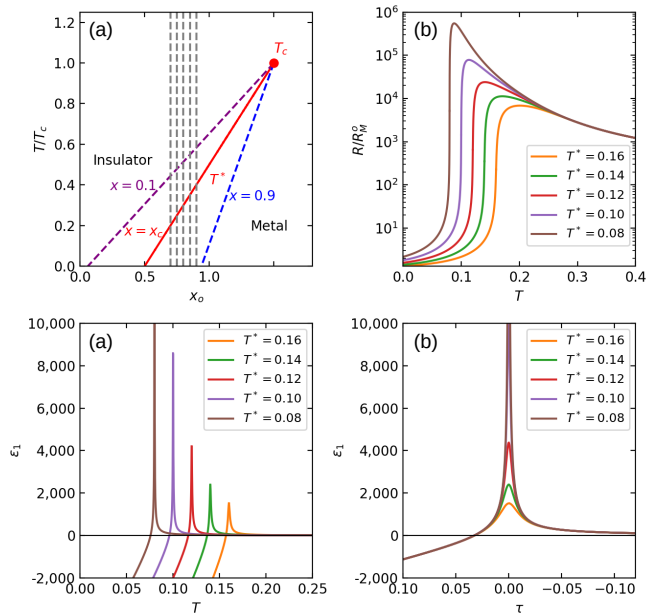 (a)
T/T_c
1.2
1.0
0.8
0.6
0.4
0.2
0.0
T_c
Insulator
x = 0.1
T*
x = 0.9
x = x_c
Metal
0.0 0.5 1.0
x_o
(b)
R/R_M^o
10^6
10^5
10^4
10^3
10^2
10^1
T* = 0.16
T* = 0.14
T* = 0.12
T* = 0.10
T* = 0.08
0.0 0.1 0.2 0.3 0.4
T
(a)
ε_1
10,000
8,000
6,000
4,000
2,000
0
-2,000
T* = 0.16
T* = 0.14
T* = 0.12
T* = 0.10
T* = 0.08
0.00 0.05 0.10 0.15 0.20 0.25
T
(b)
ε_1
10,000
8,000
6,000
4,000
2,000
0
-2,000
T* = 0.16
T* = 0.14
T* = 0.12
T* = 0.10
T* = 0.08
0.10 0.05 0.00 −0.05 −0.10
τ